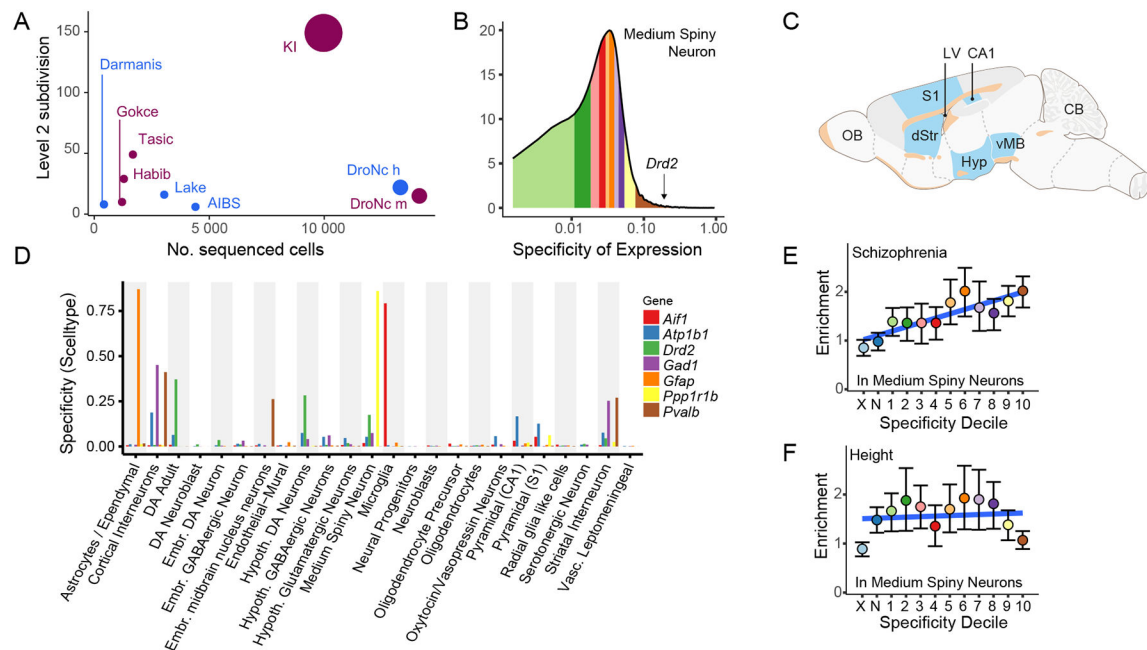 A
Level 2 subdivision
150
100
50
0
0
5 000
10 000
No. sequenced cells
KI
Darmanis
Gokce
Tasic
Habib
Lake
AIBS
DroNc h
DroNc m
B
20
15
10
5
0
0.01
0.10
1.00
Specificity of Expression
Medium Spiny
Neuron
Drd2
C
LV
CA1
S1
CB
OB
dStr
vMB
Hyp
D
Specificity (Scelltype)
0.75
0.50
0.25
0.00
Astrocytes / Ependymal
Cortical Interneurons
DA Adult
DA Neuroblast
Embr. DA Neuron
Embr. GABAergic Neuron
Embr. midbrain nucleus neurons
Endothelial-Mural
Hypoth. DA Neurons
Hypoth. GABAergic Neurons
Hypoth. Glutamatergic Neurons
Medium Spiny Neuron
Microglia
Neural Progenitors
Neuroblasts
Oligodendrocyte Precursor
Oligodendrocytes
Oxytocin/Vasopressin Neurons
Pyramidal (CA1)
Pyramidal (S1)
Radial glia like cells
Serotonergic Neuron
Striatal Interneuron
Vasc. Leptomeningeal
Gene
Aif1
Atp1b1
Drd2
Gad1
Gfap
Ppp1r1b
Pvalb
E
Schizophrenia
Enrichment
2
1
0
In Medium Spiny Neurons
X N 1 2 3 4 5 6 7 8 9 10
Specificity Decile
F
Height
Enrichment
2
1
0
In Medium Spiny Neurons
X N 1 2 3 4 5 6 7 8 9 10
Specificity Decile